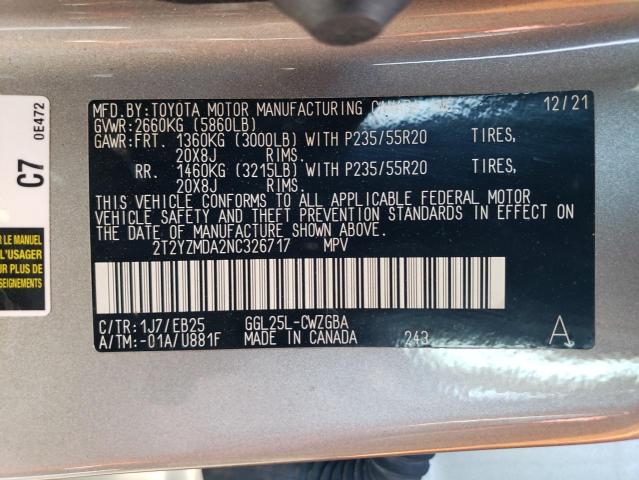 MFD.BY:TOYOTA MOTOR MANUFACTURING CANADA INC. 12/21
GVWR:2660KG (5860LB)
GAWR:FRT. 1360KG (3000LB) WITH P235/55R20 TIRES,
20X8J RIMS.
RR. 1460KG (3215LB) WITH P235/55R20 TIRES,
20X8J RIMS.
THIS VEHICLE CONFORMS TO ALL APPLICABLE FEDERAL MOTOR
VEHICLE SAFETY AND THEFT PREVENTION STANDARDS IN EFFECT ON
THE DATE OF MANUFACTURE SHOWN ABOVE.
2T2YZMDA2NC326717 MPV
C/TR:1J7/EB25 GGL25L-CWZGBA
A/TM:-01A/U881F MADE IN CANADA 243 A
C7
0E472
R LE MANUEL
L'USAGER
R PLUS DE
SEIGNEMENTS